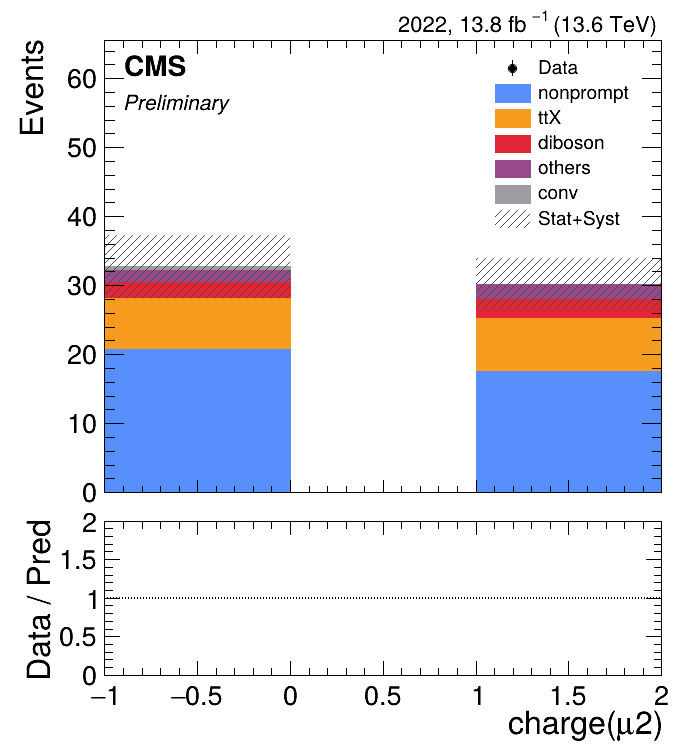 2022, 13.8 fb⁻¹ (13.6 TeV)
CMS
Preliminary
Data
nonprompt
ttX
diboson
others
conv
Stat+Syst
Events
60
50
40
30
20
10
0
Data / Pred
2
1.5
1
0.5
0
−1 −0.5 0 0.5 1 1.5 2
charge(μ2)